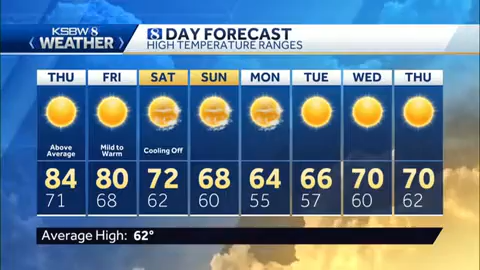 KSBW 8
WEATHER
8 DAY FORECAST
HIGH TEMPERATURE RANGES
THU FRI SAT SUN MON TUE WED THU
Above Average
Mild to Warm
Cooling Off
84 80 72 68 64 66 70 70
71 68 62 60 55 57 60 62
Average High: 62°